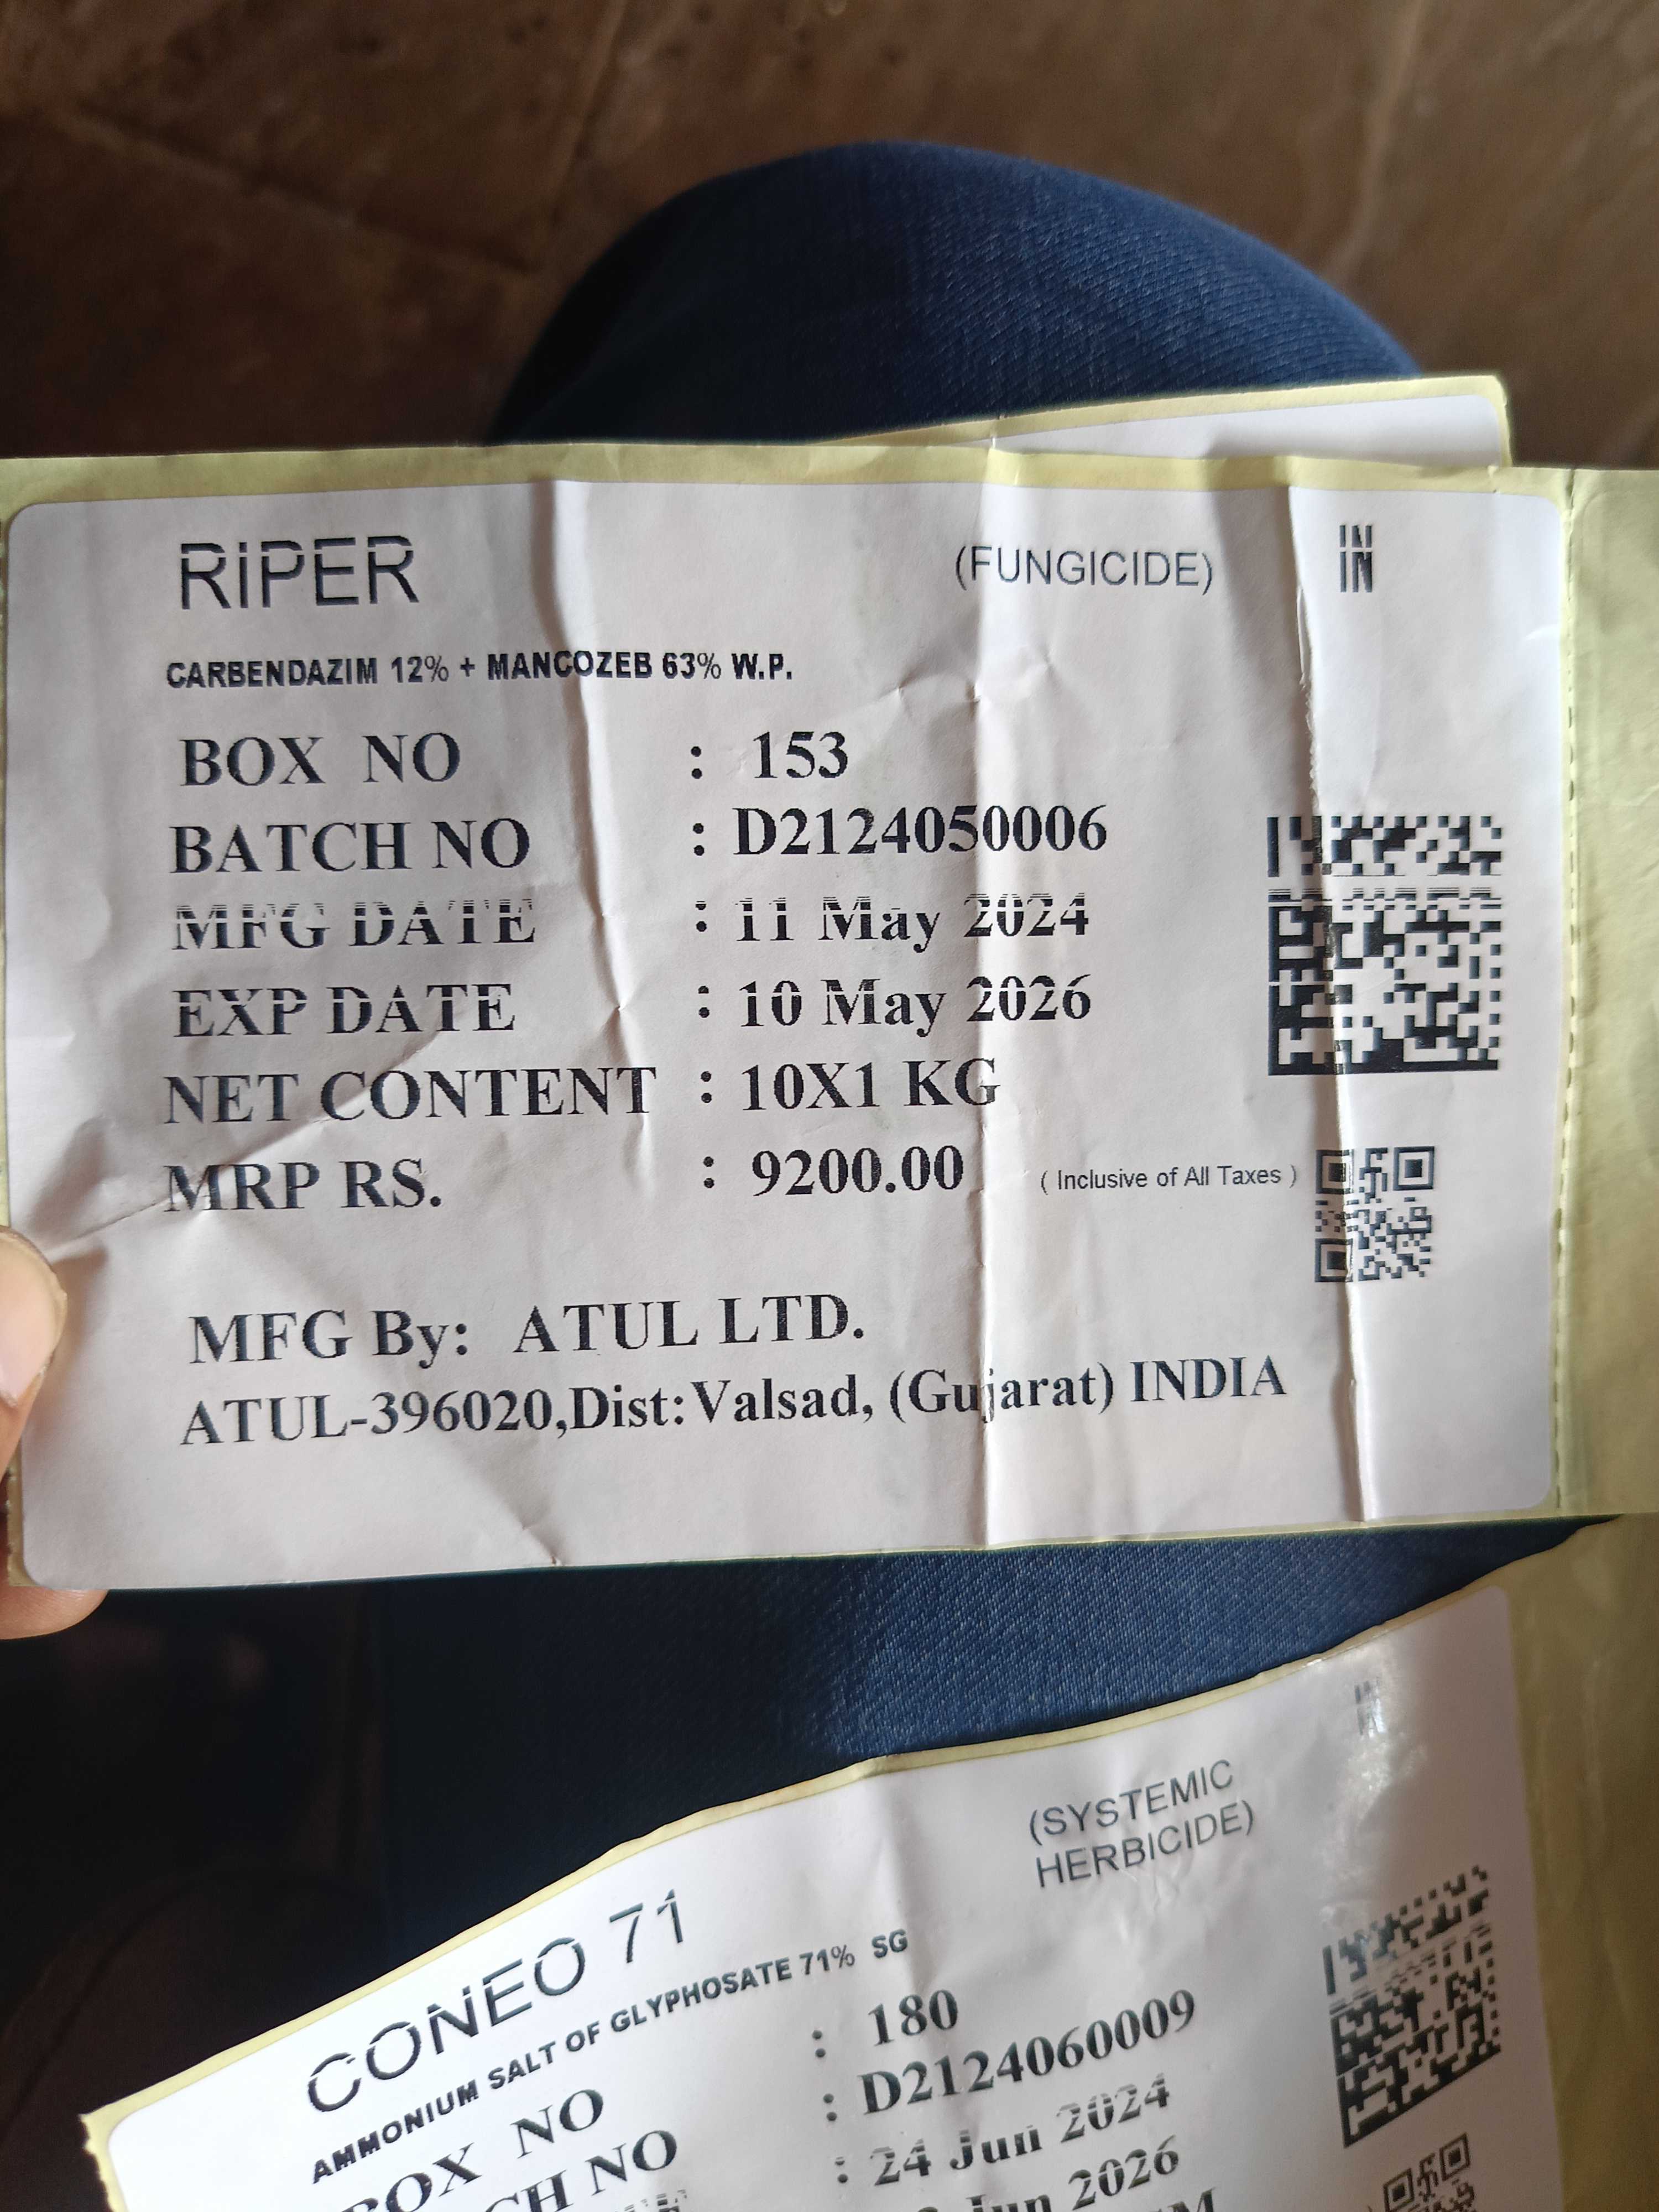 RiPER (FUNGICIDE) IN
CARBENDAZIM 12% + MANCOZEB 63% W.P.
BOX NO : 153
BATCH NO : D2124050006
MFG DATE : 11 May 2024
EXP DATE : 10 May 2026
NET CONTENT : 10X1 KG
MRP RS. : 9200.00 ( Inclusive of All Taxes )
MFG By: ATUL LTD.
ATUL-396020,Dist:Valsad, (Gujarat) INDIA
IN
(SYSTEMIC
HERBICIDE)
CONEO 71
AMMONIUM SALT OF GLYPHOSATE 71% SG
BOX NO : 180
NO : D2124060009
: 24 Jun 2024
Jun 2026